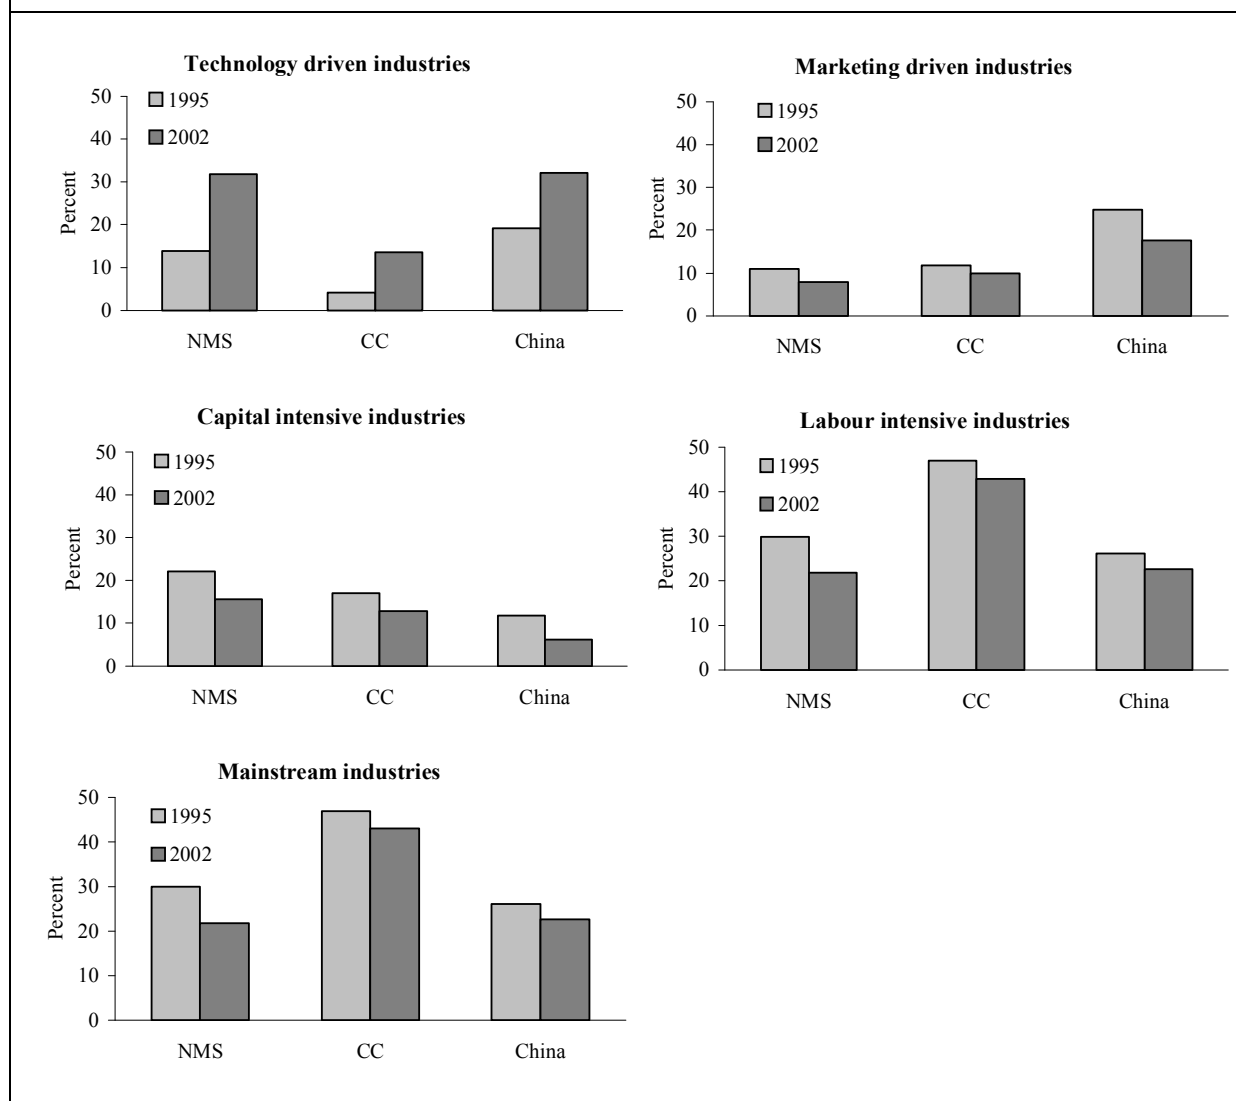 Technology driven industries
50
40
30
20
10
0
Percent
1995
2002
NMS CC China
Marketing driven industries
50
40
30
20
10
0
Percent
1995
2002
NMS CC China
Capital intensive industries
50
40
30
20
10
0
Percent
1995
2002
NMS CC China
Labour intensive industries
50
40
30
20
10
0
Percent
1995
2002
NMS CC China
Mainstream industries
50
40
30
20
10
0
Percent
1995
2002
NMS CC China